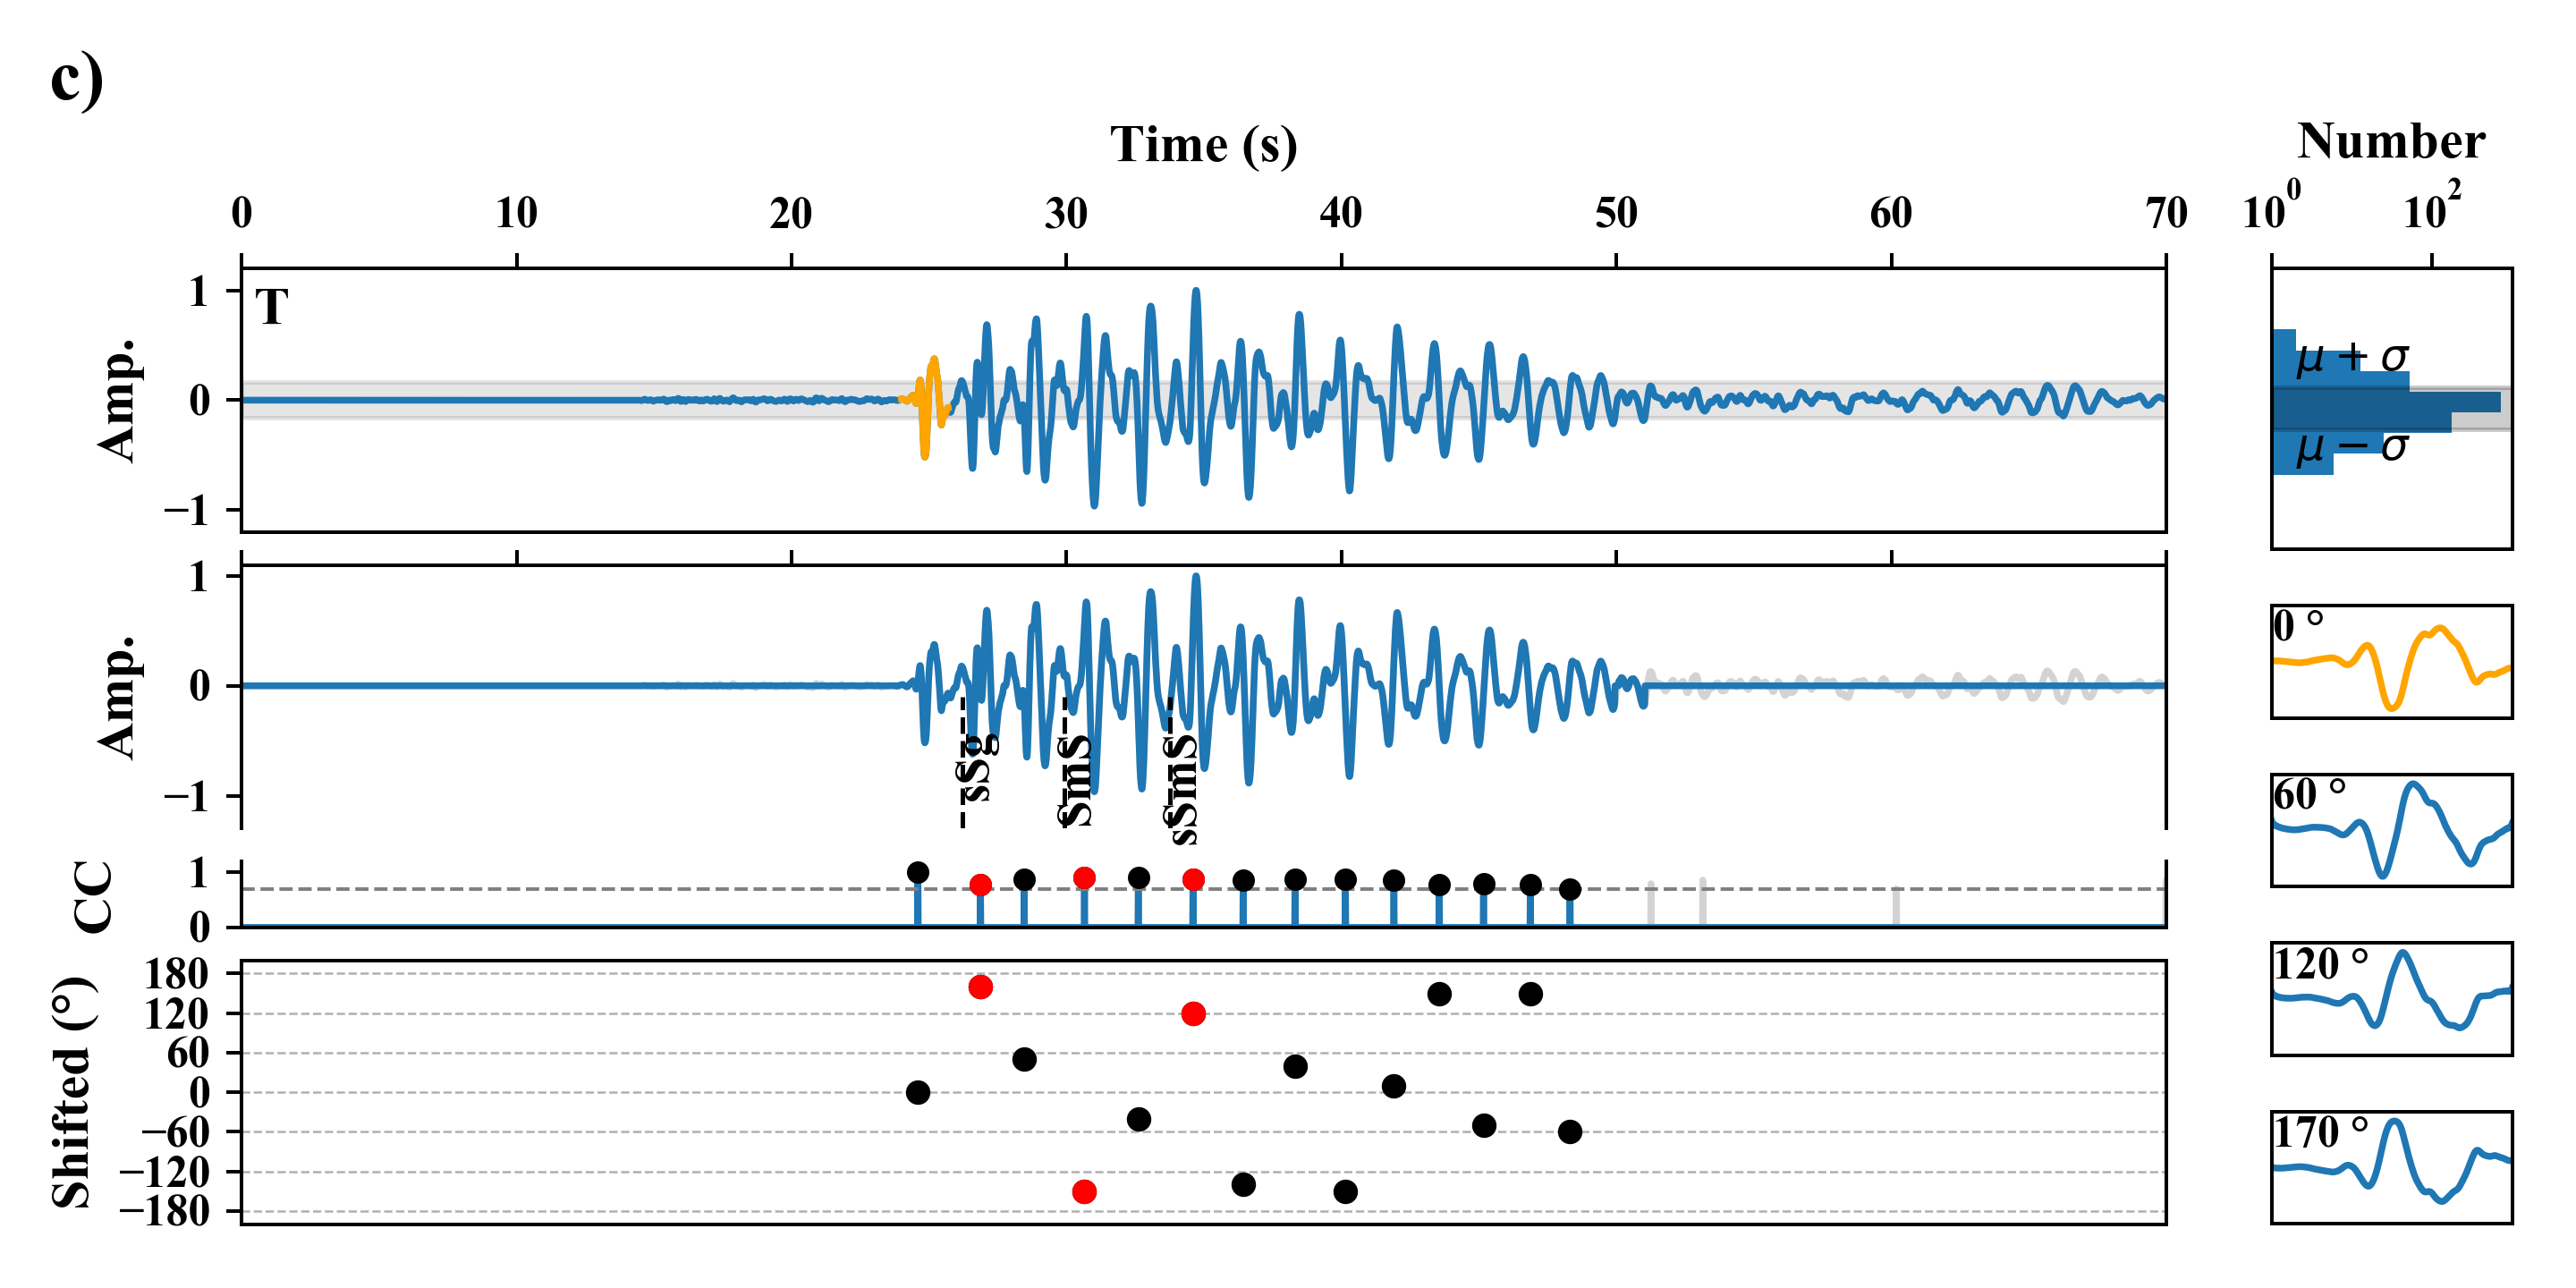 c)
Time (s)
Number
0 10 20 30 40 50 60 70
10^0 10^2
T
Amp.
1
0
−1
μ + σ
μ − σ
Amp.
1
0
−1
sSg
SmS
sSmS
0 °
60 °
CC
1
0
120 °
Shifted (°)
180
120
60
0
−60
−120
−180
170 °